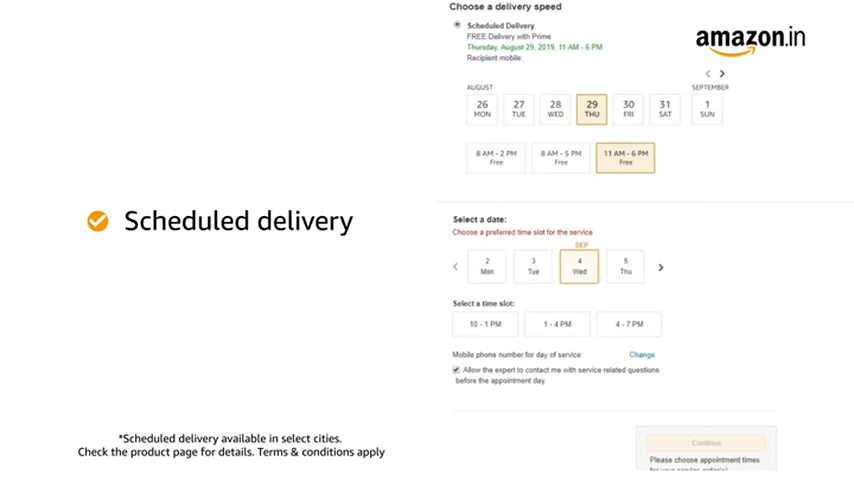 Choose a delivery speed
Scheduled Delivery
FREE Delivery with Prime
Thursday, August 29, 2019, 11 AM - 6 PM
Recipient mobile:
amazon.in
AUGUST
SEPTEMBER
26 27 28 29 30 31 1
MON TUE WED THU FRI SAT SUN
8 AM - 2 PM 8 AM - 5 PM 11 AM - 6 PM
Free Free Free
Scheduled delivery
Select a date:
Choose a preferred time slot for the service
SEP
2 3 4 5
Mon Tue Wed Thu
Select a time slot:
10 - 1 PM 1 - 4 PM 4 - 7 PM
Mobile phone number for day of service: Change
Allow the expert to contact me with service related questions
before the appointment day.
*Scheduled delivery available in select cities.
Check the product page for details. Terms & conditions apply
Continue
Please choose appointment times
for your service order(s)